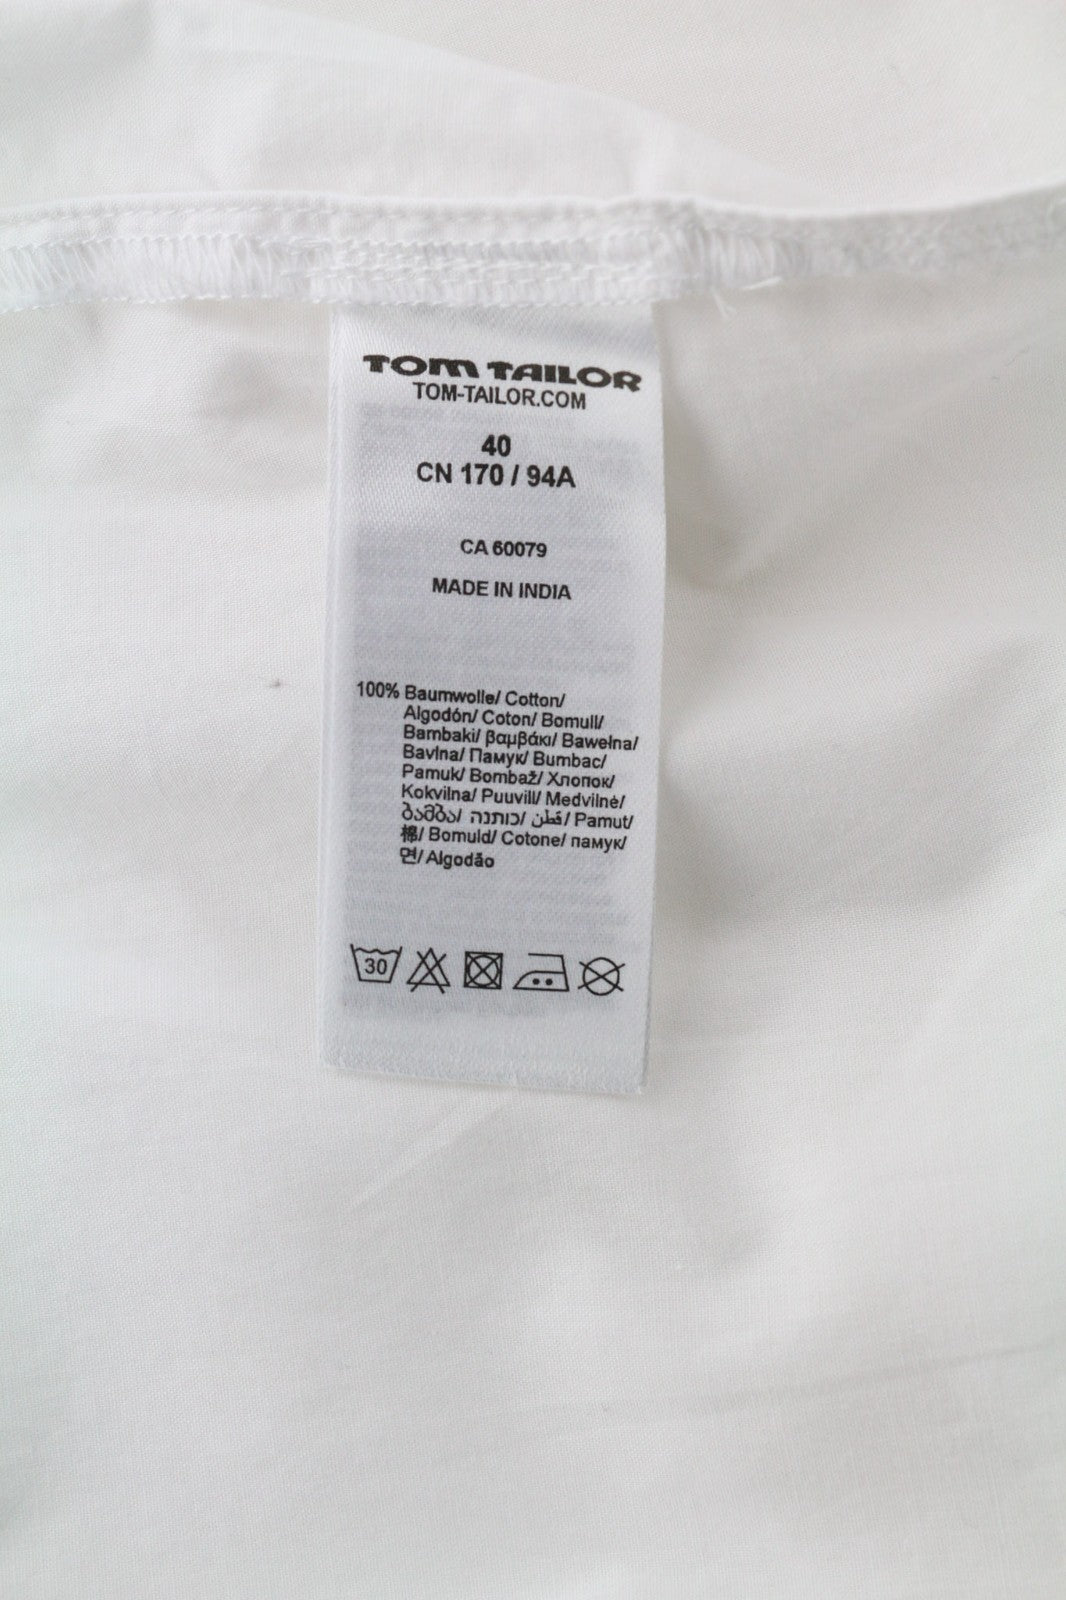 TOM TAILOR
TOM-TAILOR.COM
40
CN 170 / 94A
CA 60079
MADE IN INDIA
100% Baumwolle/ Cotton/
Algodón/ Coton/ Bomull/
Bambaki/ βαμβάκι/ Bawełna/
Bavlna/ Памук/ Bumbac/
Pamuk/ Bombaž/ Хлопок/
Kokvilna/ Puuvill/ Medvilnė/
ბამბა/ כותנה/ قطن/ Pamut/
棉/ Bomuld/ Cotone/ памук/
면/ Algodão
30